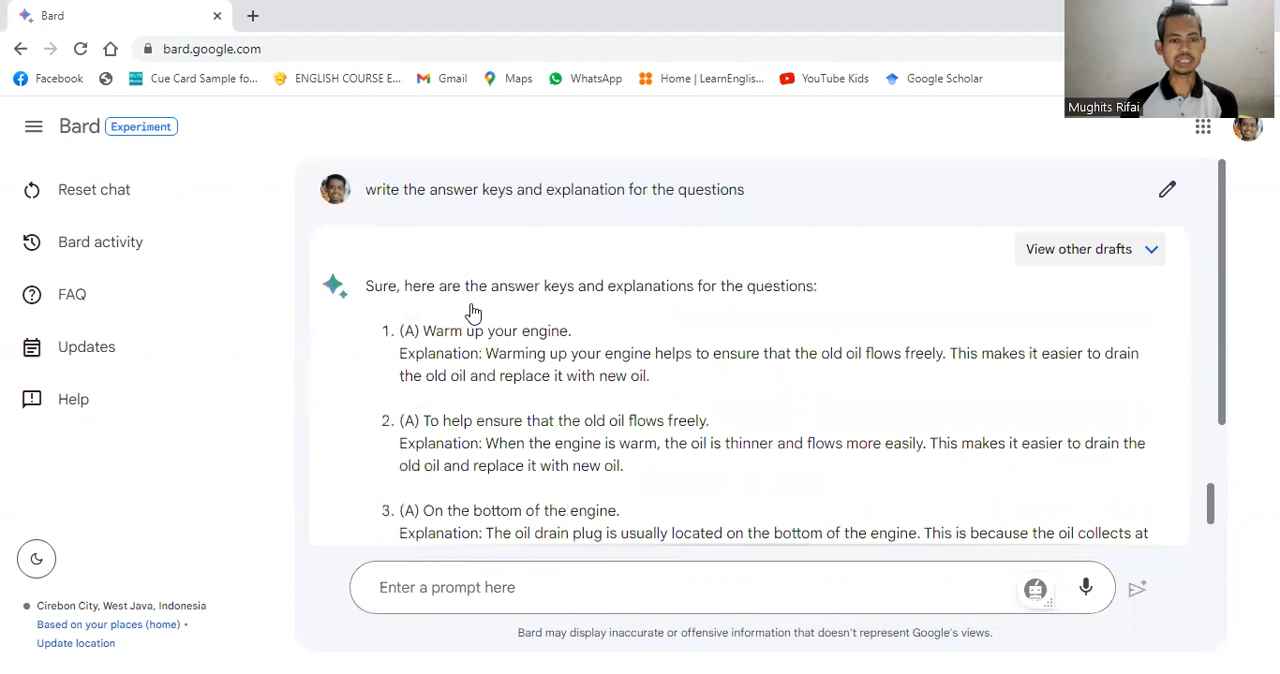 Bard
bard.google.com
Facebook
Cue Card Sample fo...
ENGLISH COURSE E...
Gmail
Maps
WhatsApp
Home | LearnEnglis...
YouTube Kids
Google Scholar
Mughits Rifai
Bard Experiment
Reset chat
Bard activity
FAQ
Updates
Help
write the answer keys and explanation for the questions
View other drafts
Sure, here are the answer keys and explanations for the questions:
1. (A) Warm up your engine.
Explanation: Warming up your engine helps to ensure that the old oil flows freely. This makes it easier to drain
the old oil and replace it with new oil.
2. (A) To help ensure that the old oil flows freely.
Explanation: When the engine is warm, the oil is thinner and flows more easily. This makes it easier to drain the
old oil and replace it with new oil.
3. (A) On the bottom of the engine.
Explanation: The oil drain plug is usually located on the bottom of the engine. This is because the oil collects at
Enter a prompt here
Bard may display inaccurate or offensive information that doesn't represent Google's views.
Cirebon City, West Java, Indonesia
Based on your places (home) •
Update location